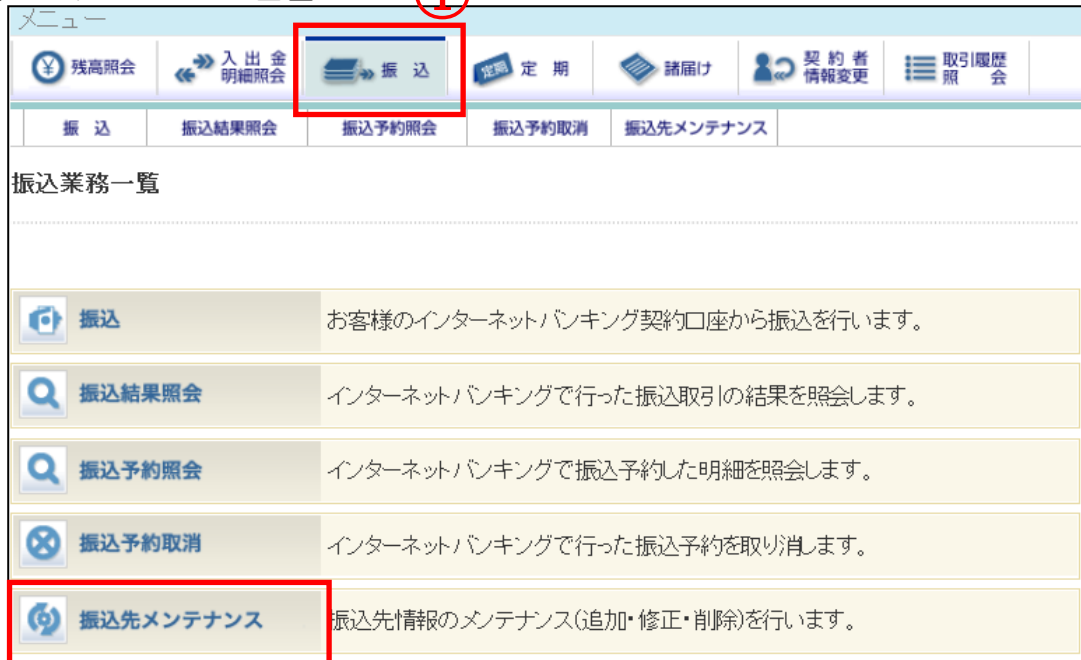 ①
メニュー
残高照会 入出金明細照会 振込 定期 諸届け 契約者情報変更 取引履歴照会
振込 振込結果照会 振込予約照会 振込予約取消 振込先メンテナンス
振込業務一覧
振込 お客様のインターネットバンキング契約口座から振込を行います。
振込結果照会 インターネットバンキングで行った振込取引の結果を照会します。
振込予約照会 インターネットバンキングで振込予約した明細を照会します。
振込予約取消 インターネットバンキングで行った振込予約を取り消します。
振込先メンテナンス 振込先情報のメンテナンス(追加・修正・削除)を行います。